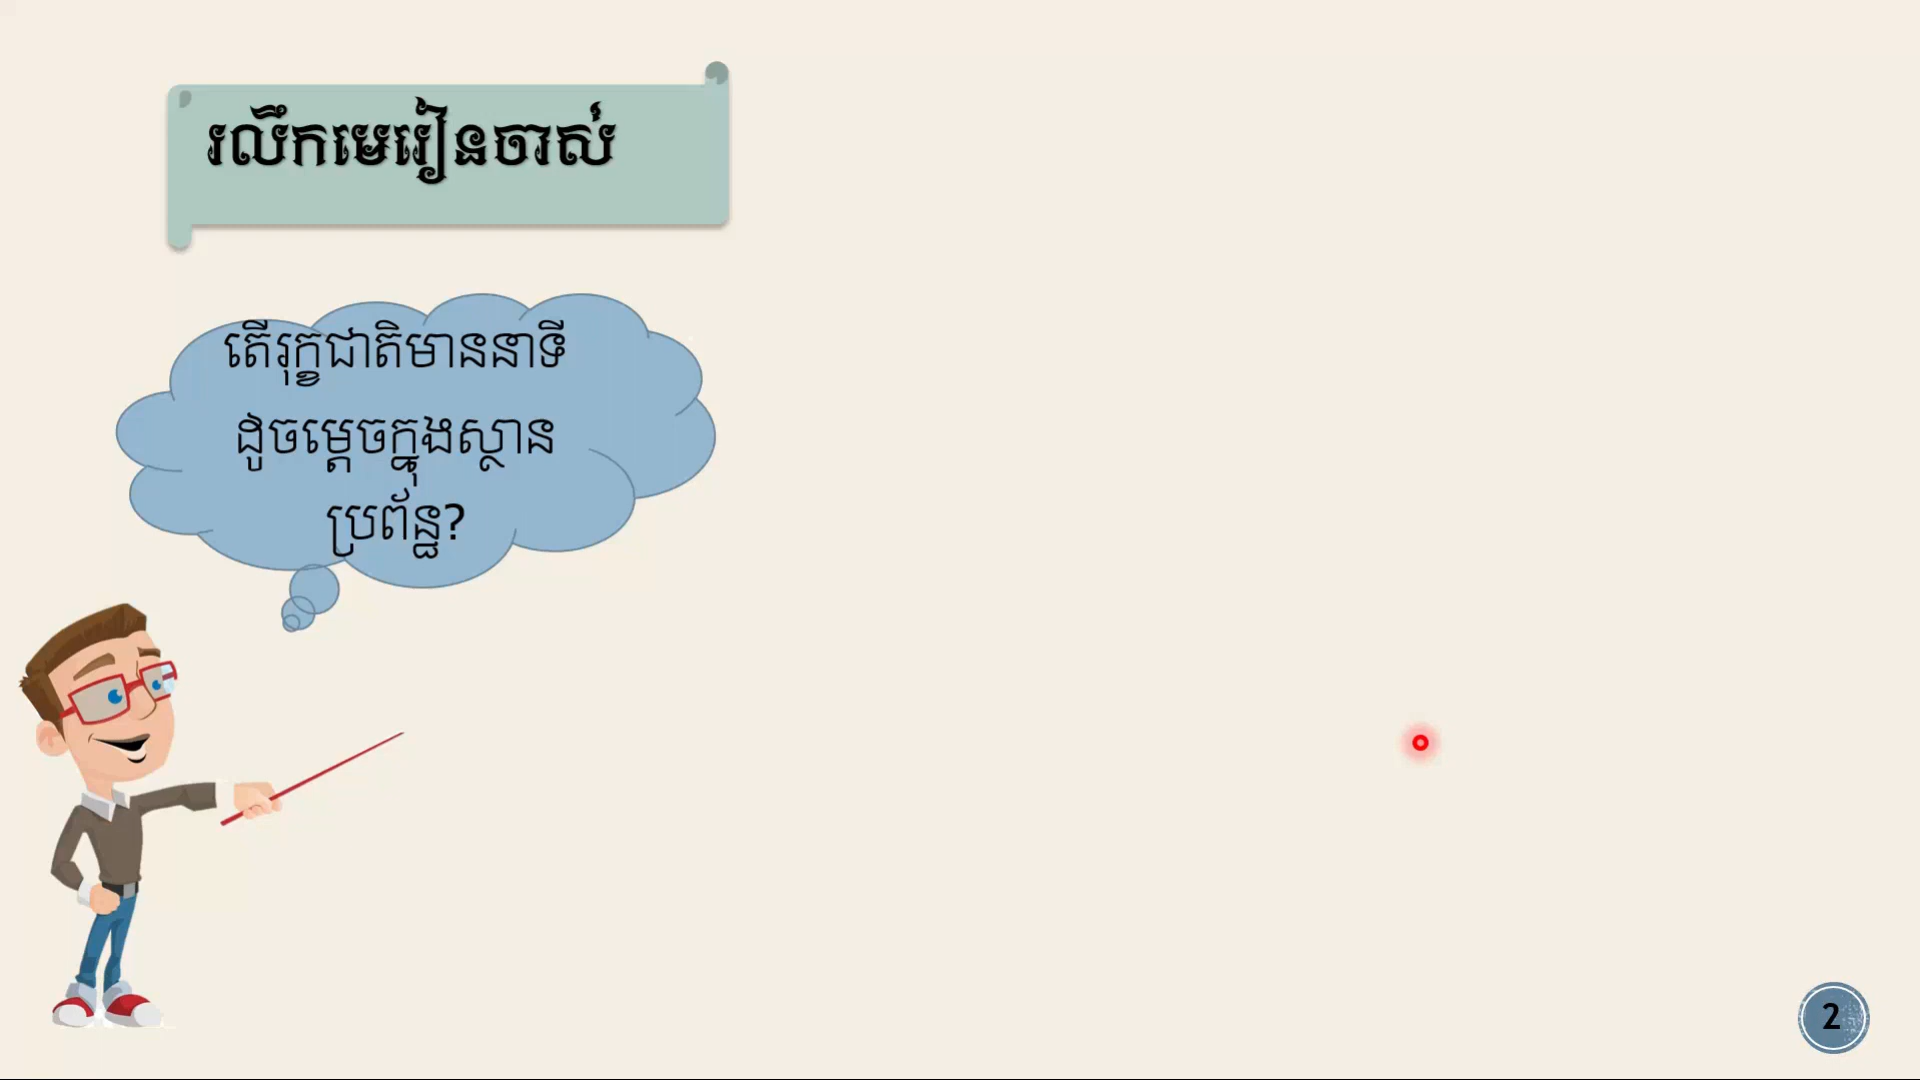 រលឹកមេរៀនចាស់
តើរុក្ខជាតិមាននាទី
ដូចម្ដេចក្នុងស្ថាន
ប្រព័ន្ធ?
2